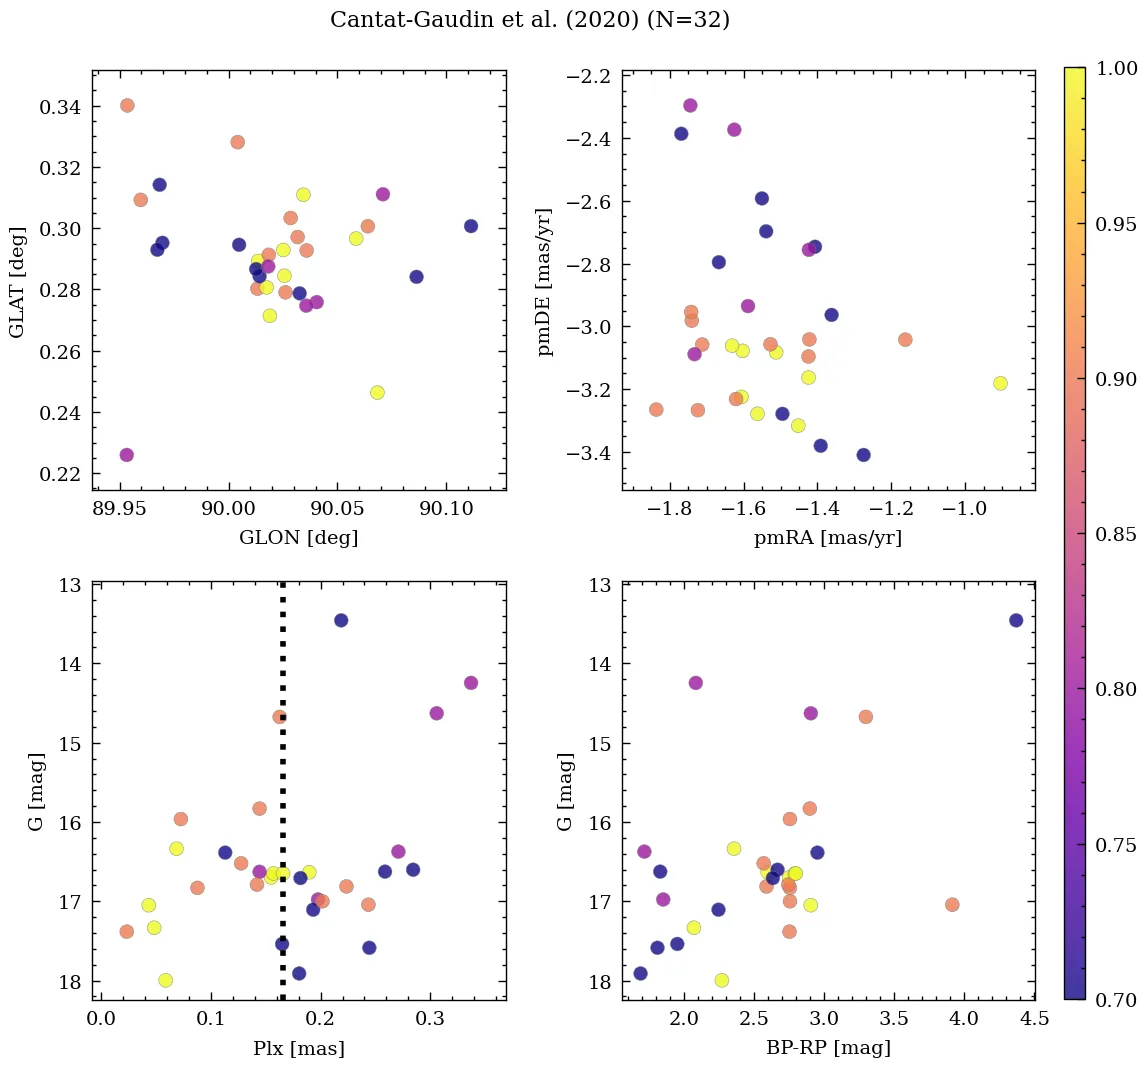 Cantat-Gaudin et al. (2020) (N=32)
0.34
0.32
0.30
0.28
0.26
0.24
0.22
GLAT [deg]
89.95 90.00 90.05 90.10
GLON [deg]
−2.2
−2.4
−2.6
−2.8
−3.0
−3.2
−3.4
pmDE [mas/yr]
−1.8 −1.6 −1.4 −1.2 −1.0
pmRA [mas/yr]
13
14
15
16
17
18
G [mag]
0.0 0.1 0.2 0.3
Plx [mas]
13
14
15
16
17
18
G [mag]
2.0 2.5 3.0 3.5 4.0 4.5
BP-RP [mag]
1.00
0.95
0.90
0.85
0.80
0.75
0.70